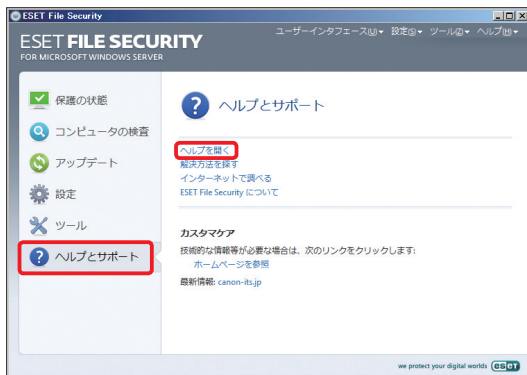 ESET File Security
ESET FILE SECURITY
FOR MICROSOFT WINDOWS SERVER
ユーザーインタフェース(U)▾ 設定(S)▾ ツール(Z)▾ ヘルプ(H)▾
保護の状態
コンピュータの検査
アップデート
設定
ツール
ヘルプとサポート
ヘルプとサポート
ヘルプを開く
解決方法を探す
インターネットで調べる
ESET File Security について
カスタマケア
技術的な情報等が必要な場合は、次のリンクをクリックします:
ホームページを参照
最新情報: canon-its.jp
we protect your digital worlds eset